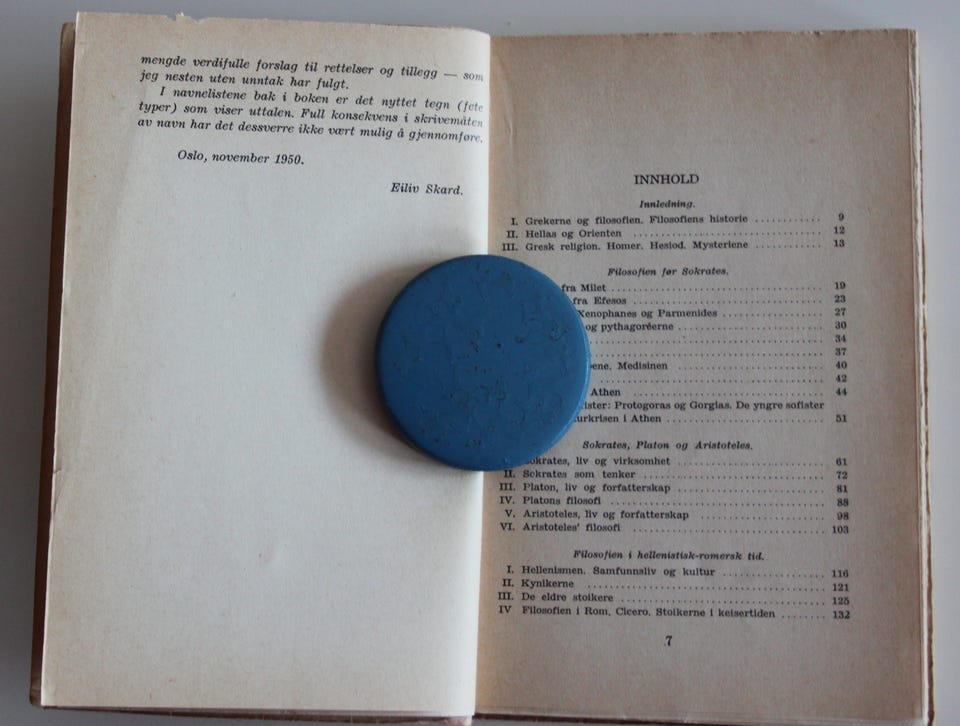 mengde verdifulle forslag til rettelser og tillegg — som
jeg nesten uten unntak har fulgt.
I navnelistene bak i boken er det nyttet tegn (fete
typer) som viser uttalen. Full konsekvens i skrivemåten
av navn har det dessverre ikke vært mulig å gjennomføre.
Oslo, november 1950.
Eiliv Skard.
INNHOLD
Innledning.
I. Grekerne og filosofien. Filosofiens historie ............ 9
II. Hellas og Orienten ............ 12
III. Gresk religion. Homer. Hesiod. Mysteriene ............ 13
Filosofien før Sokrates.
fra Milet ............ 19
fra Efesos ............ 23
Xenophanes og Parmenides ............ 27
og pythagoréerne ............ 30
............ 34
............ 37
Medisinen ............ 40
............ 42
Athen ............ 44
Protogoras og Gorgias. De yngre sofister
i Athen ............ 51
Sokrates, Platon og Aristoteles.
Sokrates, liv og virksomhet ............ 61
II. Sokrates som tenker ............ 72
III. Platon, liv og forfatterskap ............ 81
IV. Platons filosofi ............ 88
V. Aristoteles, liv og forfatterskap ............ 98
VI. Aristoteles' filosofi ............ 103
Filosofien i hellenistisk-romersk tid.
I. Hellenismen. Samfunnsliv og kultur ............ 116
II. Kynikerne ............ 121
III. De eldre stoikere ............ 125
IV Filosofien i Rom. Cicero. Stoikerne i keisertiden ........ 132
7